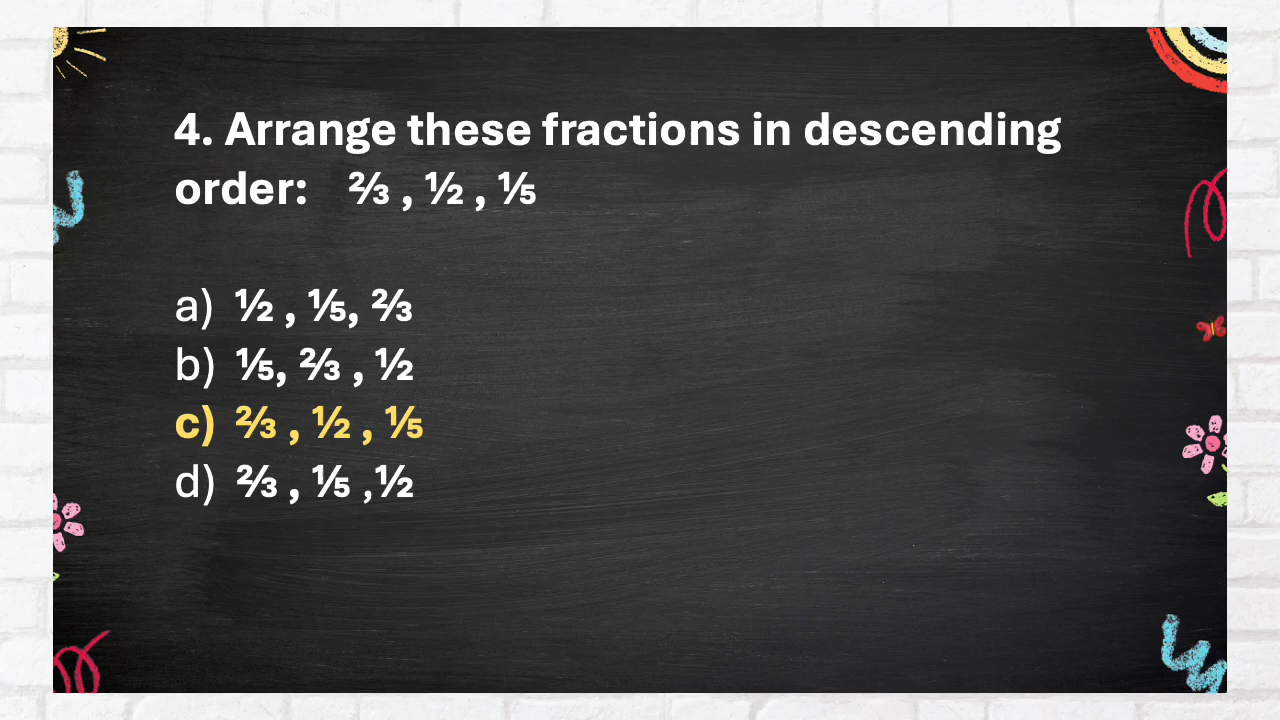 4. Arrange these fractions in descending
order: ⅔ , ½ , ⅕
a) ½ , ⅕, ⅔
b) ⅕, ⅔ , ½
c) ⅔ , ½ , ⅕
d) ⅔ , ⅕ ,½